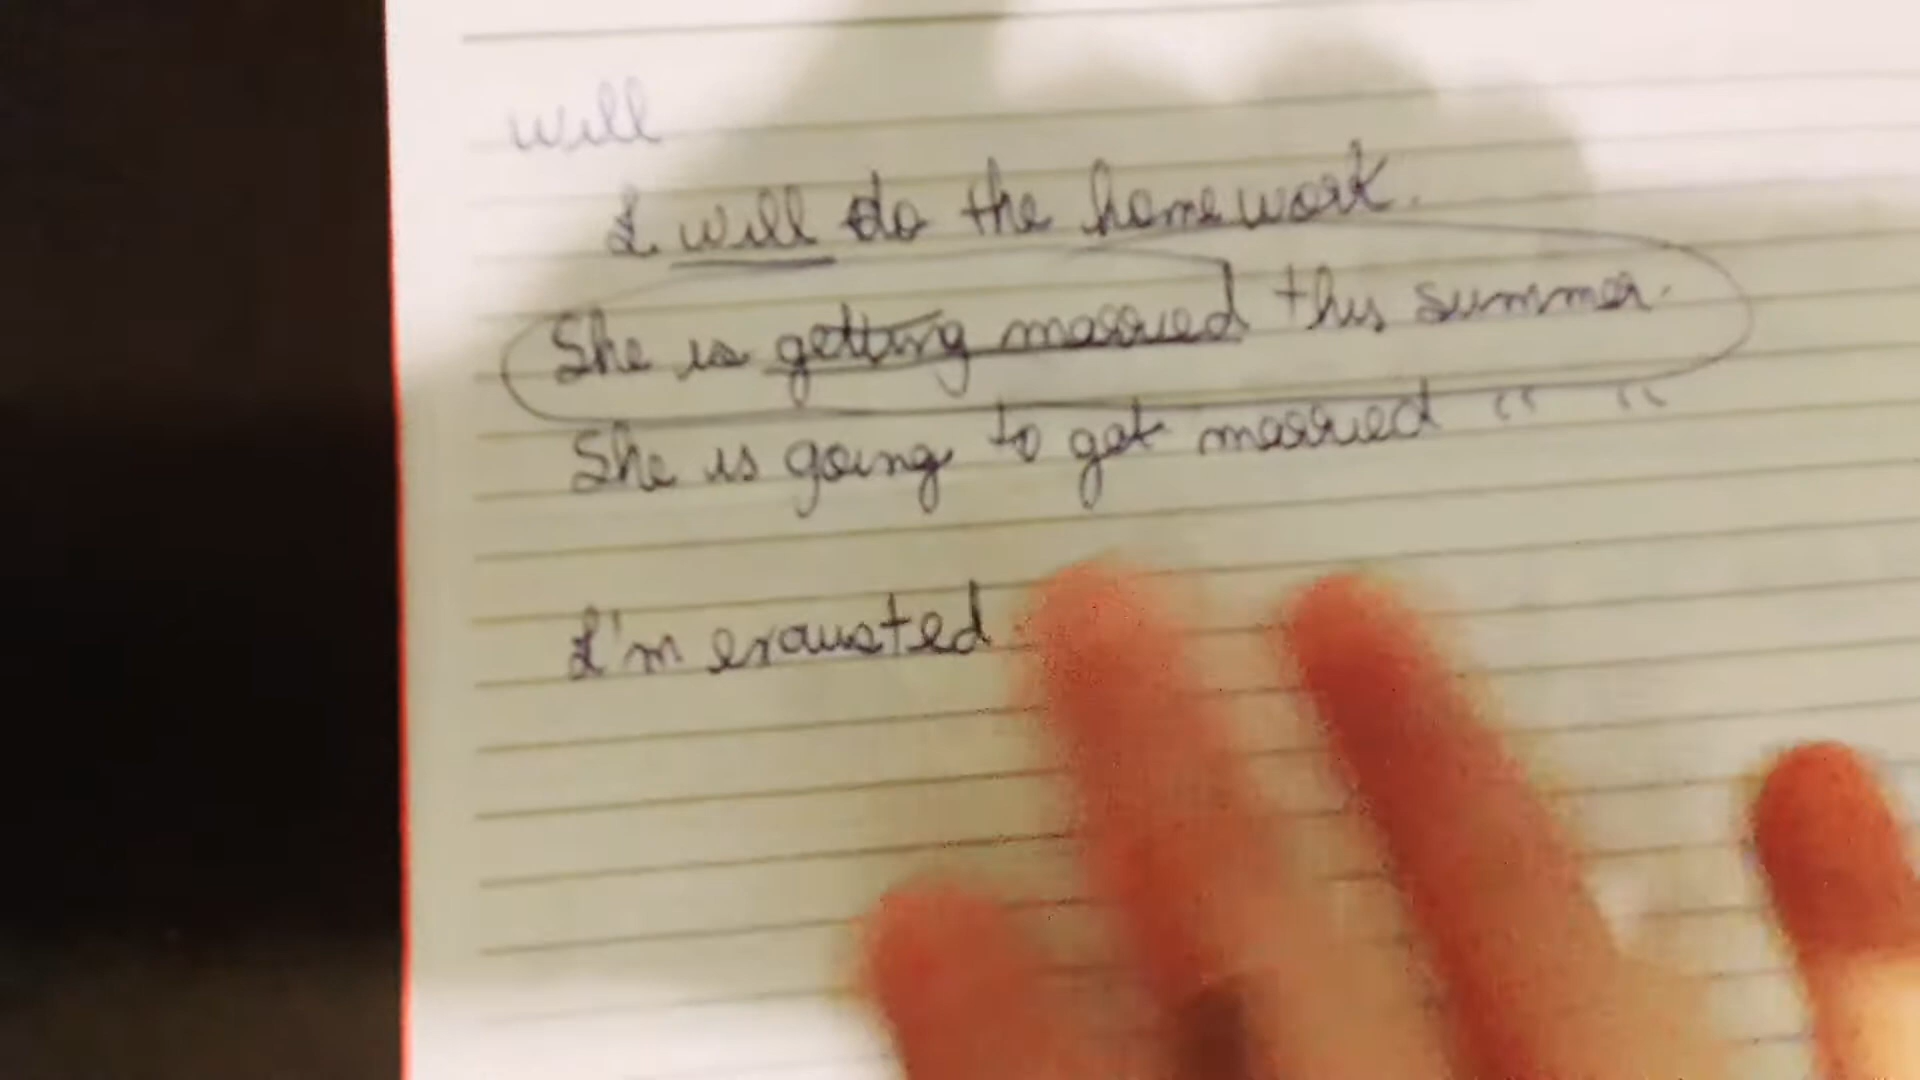 will
I will do the homework.
She is getting married this summer.
She is going to get married " "
I'm exausted